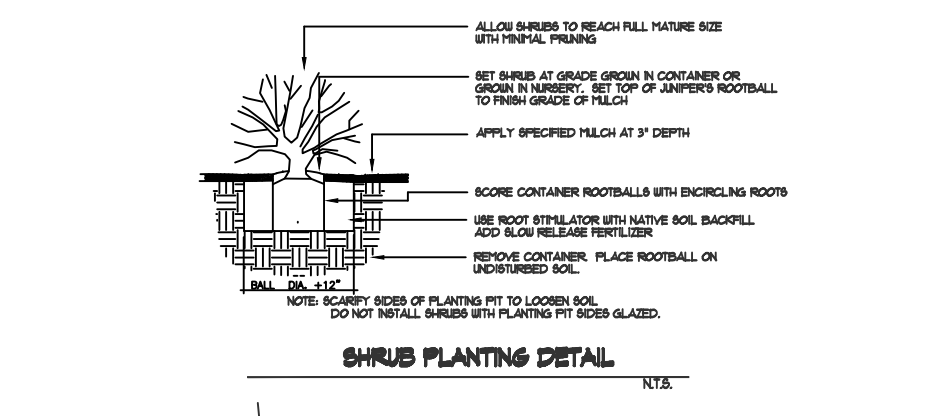 ALLOW SHRUBS TO REACH FULL MATURE SIZE
WITH MINIMAL PRUNING
SET SHRUB AT GRADE GROWN IN CONTAINER OR
GROWN IN NURSERY. SET TOP OF JUNIPER'S ROOTBALL
TO FINISH GRADE OF MULCH
APPLY SPECIFIED MULCH AT 3" DEPTH
SCORE CONTAINER ROOTBALLS WITH ENCIRCLING ROOTS
USE ROOT STIMULATOR WITH NATIVE SOIL BACKFILL
ADD SLOW RELEASE FERTILIZER
REMOVE CONTAINER. PLACE ROOTBALL ON
UNDISTURBED SOIL.
BALL DIA. +12"
NOTE: SCARIFY SIDES OF PLANTING PIT TO LOOSEN SOIL
DO NOT INSTALL SHRUBS WITH PLANTING PIT SIDES GLAZED.
SHRUB PLANTING DETAIL
N.T.S.